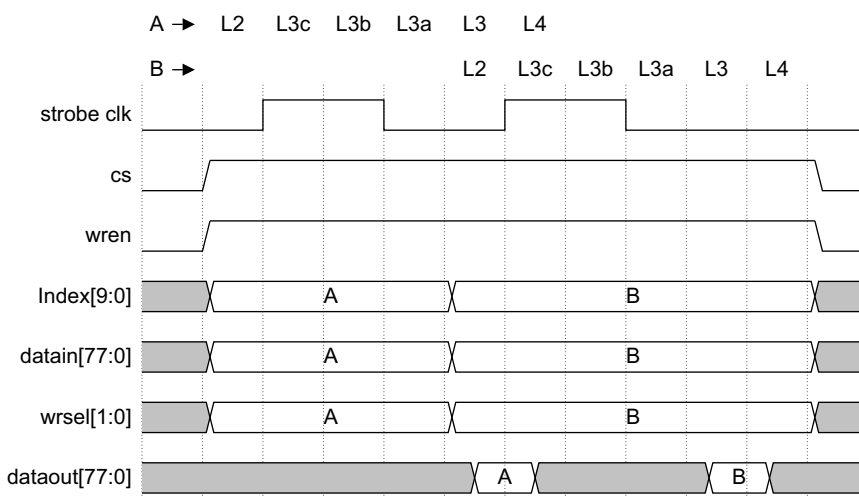 A → L2 L3c L3b L3a L3 L4
B → L2 L3c L3b L3a L3 L4
strobe clk
cs
wren
Index[9:0] A B
datain[77:0] A B
wrsel[1:0] A B
dataout[77:0] A B